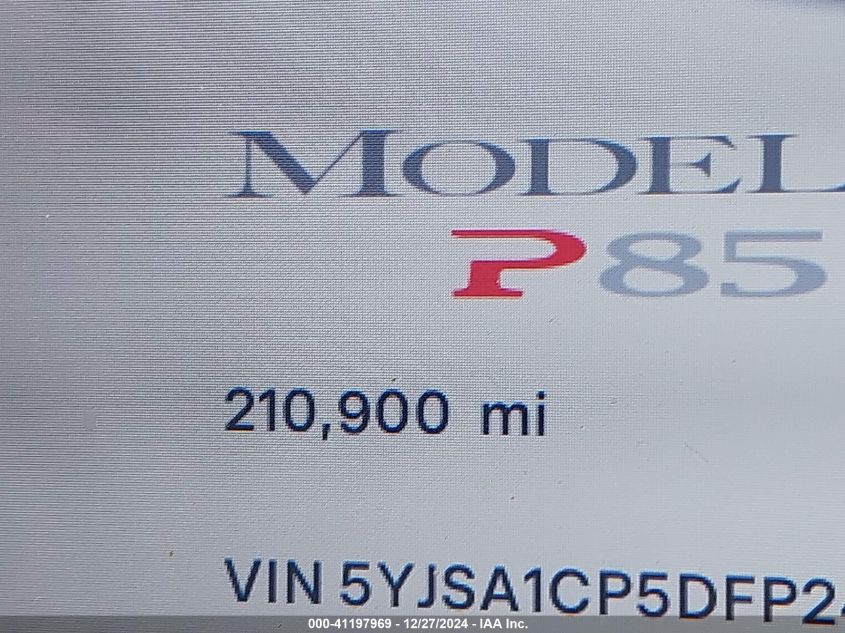 MODEL
P85
210,900 mi
VIN 5YJSA1CP5DFP2
000-41197969 - 12/27/2024 - IAA Inc.